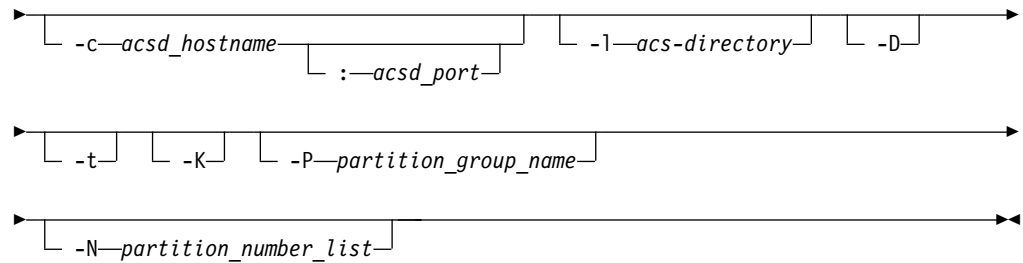 -c acsd_hostname -l acs-directory -D
: acsd_port
-t -K -P partition_group_name
-N partition_number_list